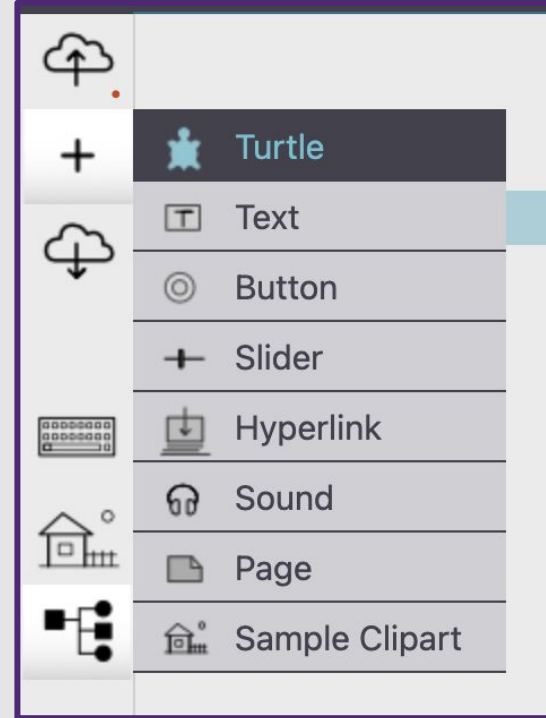 Turtle
Text
Button
Slider
Hyperlink
Sound
Page
Sample Clipart